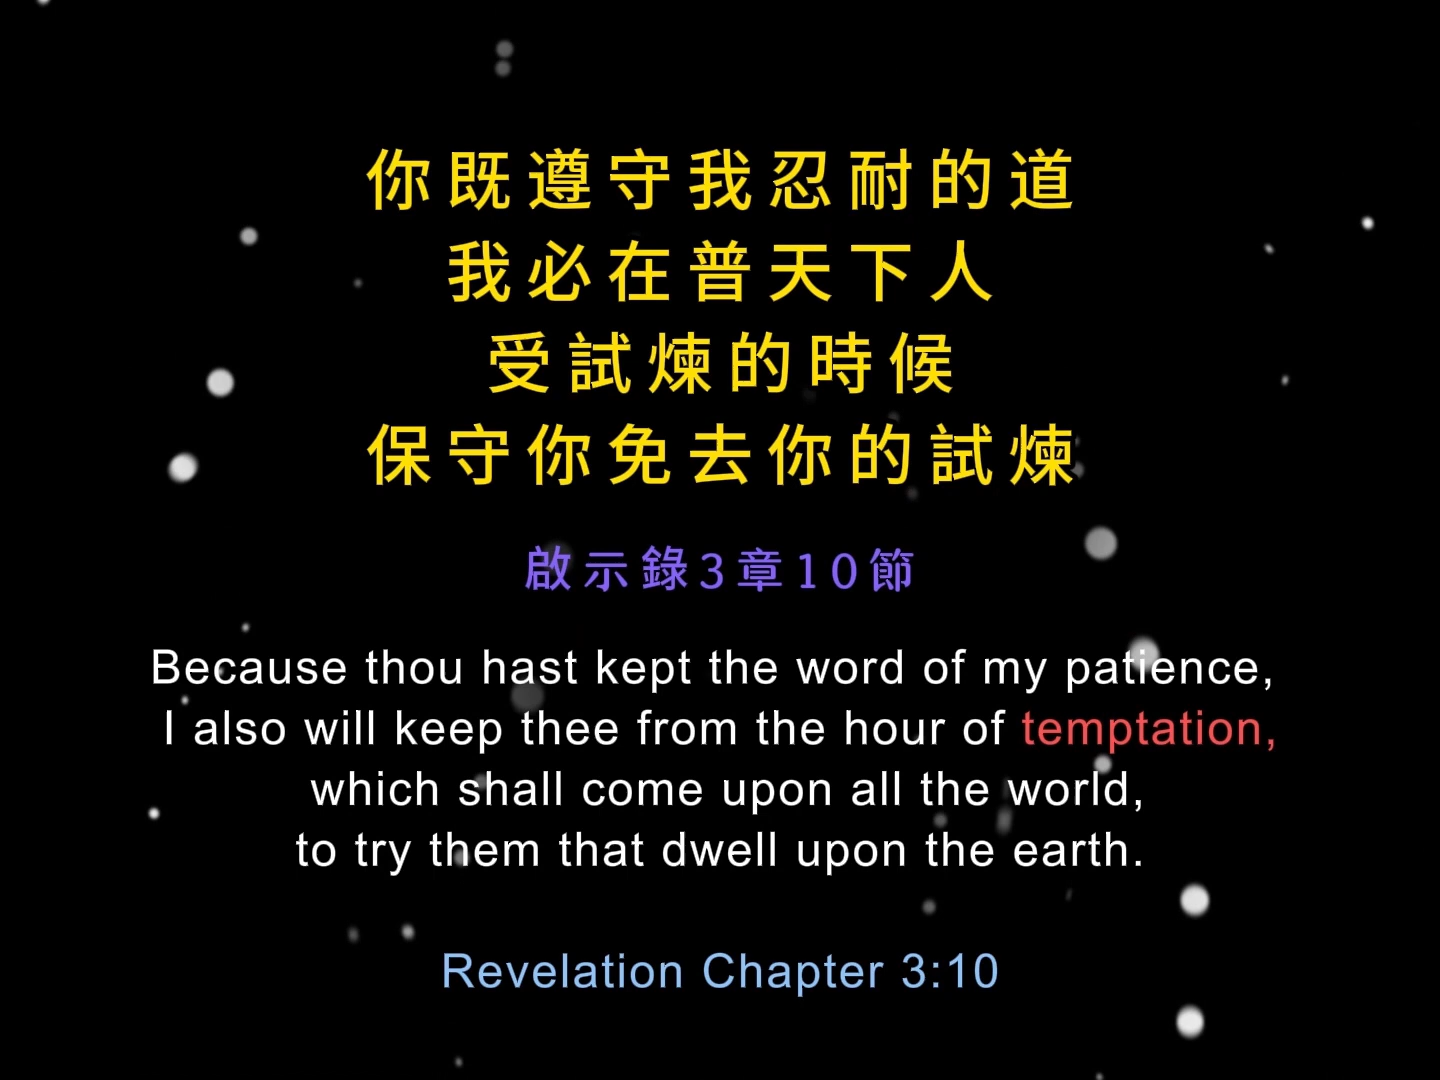 你既遵守我忍耐的道
我必在普天下人
受試煉的時候
保守你免去你的試煉
啟示錄3章10節
Because thou hast kept the word of my patience,
I also will keep thee from the hour of temptation,
which shall come upon all the world,
to try them that dwell upon the earth.
Revelation Chapter 3:10